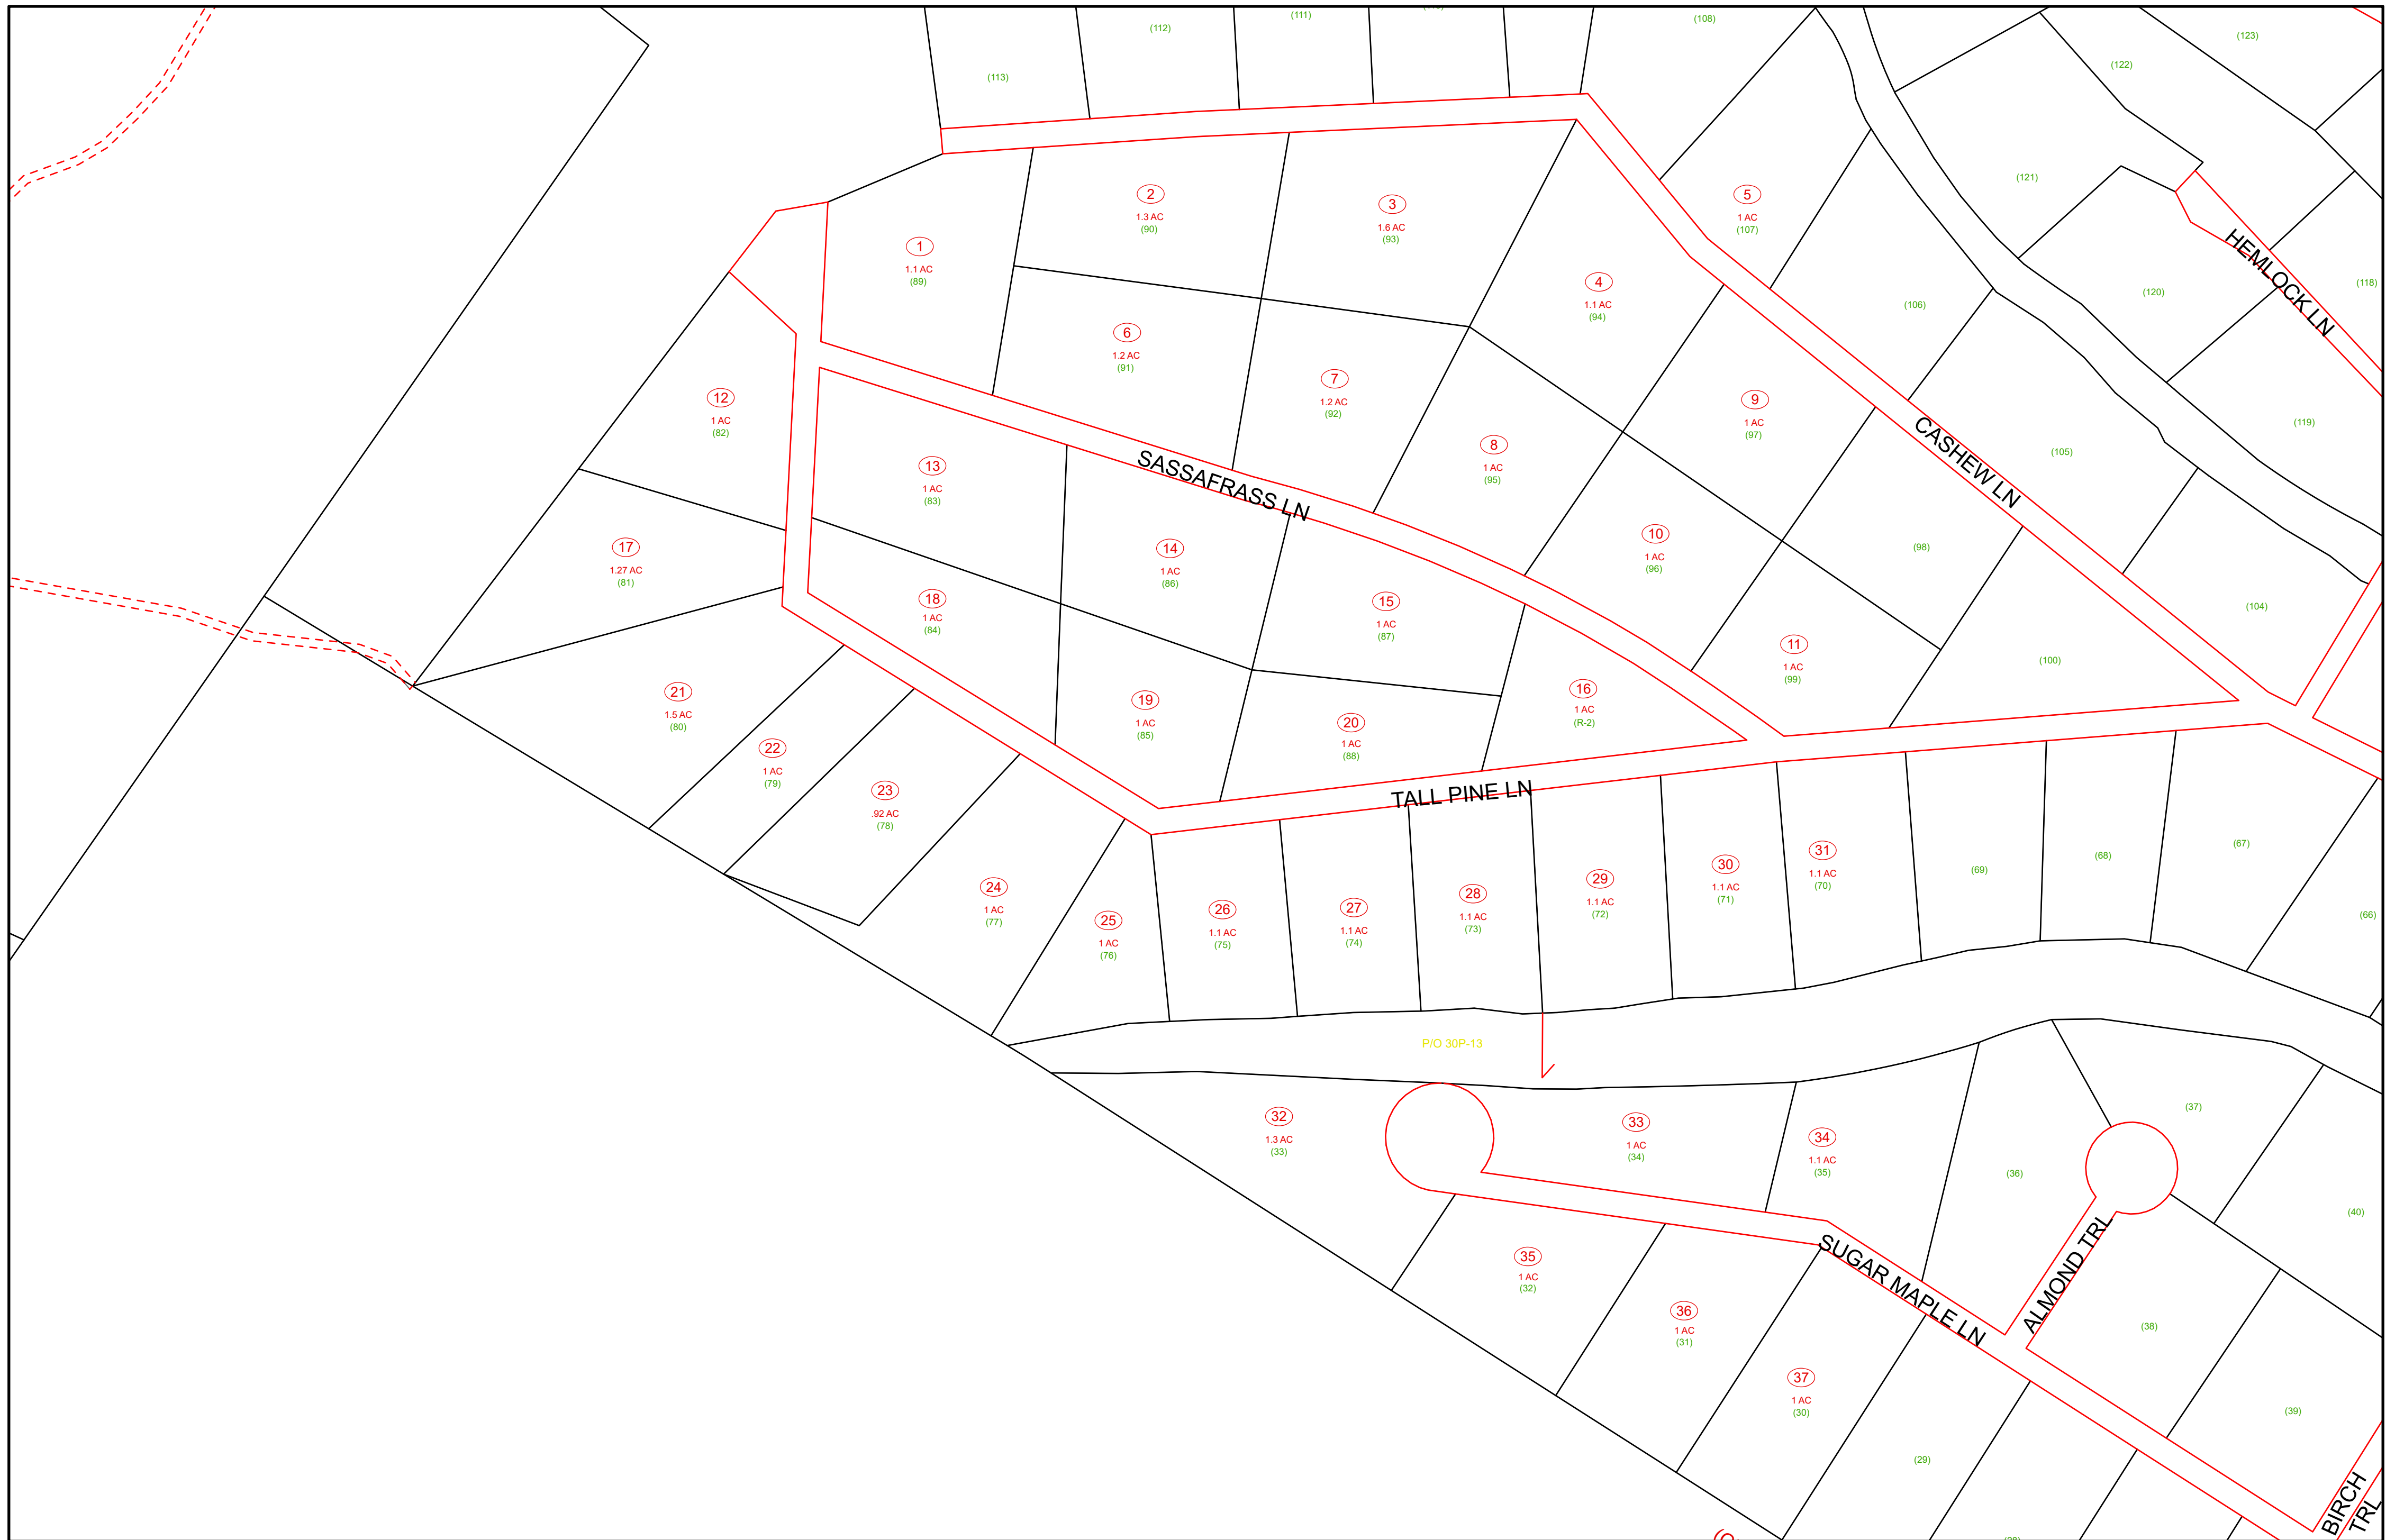 (111)
(108)
(112)
(123)
(122)
(113)
(121)
2
1.3 AC
(90)
3
1.6 AC
(93)
5
1 AC
(107)
1
1.1 AC
(89)
HEMLOCK LN
(118)
(120)
4
1.1 AC
(94)
(106)
6
1.2 AC
(91)
7
1.2 AC
(92)
12
1 AC
(82)
9
1 AC
(97)
(119)
CASHEW LN
(105)
8
1 AC
(95)
13
1 AC
(83)
SASSAFRASS LN
17
1.27 AC
(81)
14
1 AC
(86)
10
1 AC
(96)
(98)
18
1 AC
(84)
15
1 AC
(87)
(104)
11
1 AC
(99)
(100)
21
1.5 AC
(80)
19
1 AC
(85)
16
1 AC
(R-2)
20
1 AC
(88)
22
1 AC
(79)
23
.92 AC
(78)
TALL PINE LN
24
1 AC
(77)
25
1 AC
(76)
26
1.1 AC
(75)
27
1.1 AC
(74)
28
1.1 AC
(73)
29
1.1 AC
(72)
30
1.1 AC
(71)
31
1.1 AC
(70)
(69)
(68)
(67)
(66)
P/O 30P-13
32
1.3 AC
(33)
33
1 AC
(34)
34
1.1 AC
(35)
(36)
(37)
(40)
35
1 AC
(32)
SUGAR MAPLE LN
ALMOND TRL
36
1 AC
(31)
(38)
37
1 AC
(30)
(39)
(29)
BIRCH
TRL